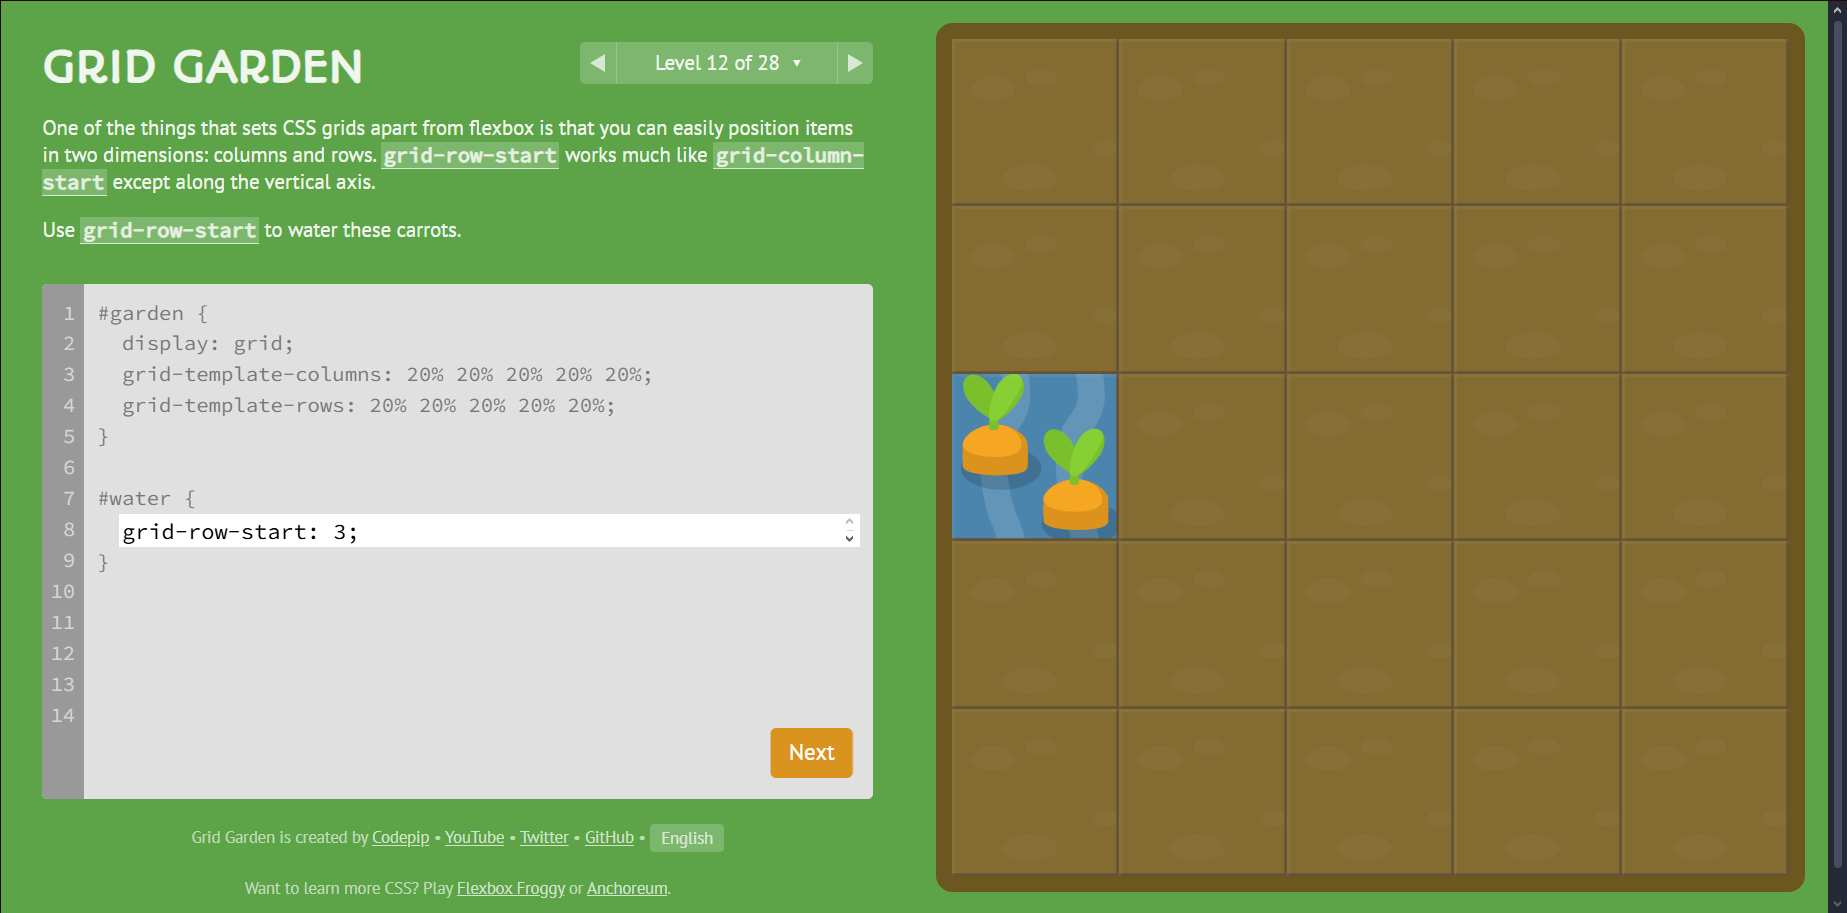 GRID GARDEN
Level 12 of 28 ▼
One of the things that sets CSS grids apart from flexbox is that you can easily position items
in two dimensions: columns and rows. grid-row-start works much like grid-column-
start except along the vertical axis.
Use grid-row-start to water these carrots.
1 #garden {
2   display: grid;
3   grid-template-columns: 20% 20% 20% 20% 20%;
4   grid-template-rows: 20% 20% 20% 20% 20%;
5 }
6
7 #water {
8   grid-row-start: 3;
9 }
10
11
12
13
14
Next
Grid Garden is created by Codepip • YouTube • Twitter • GitHub • English
Want to learn more CSS? Play Flexbox Froggy or Anchoreum.